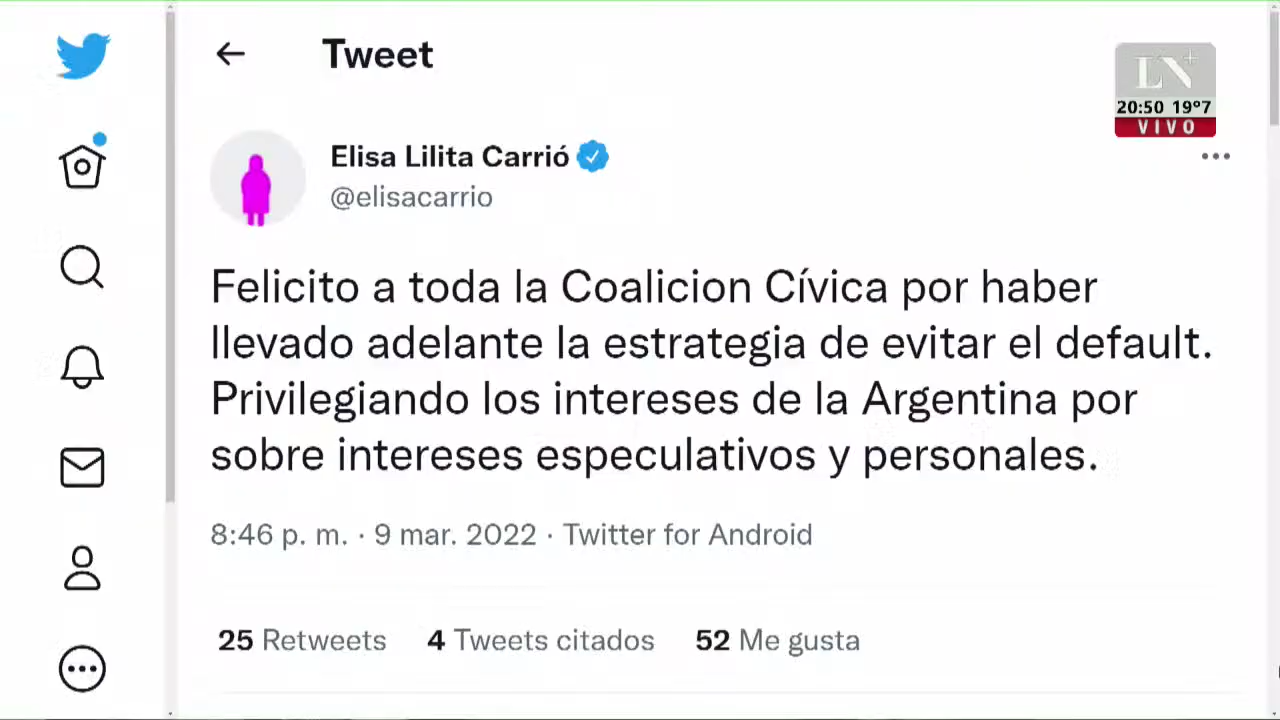 Tweet
LN+
20:50 19º7
VIVO
Elisa Lilita Carrió
@elisacarrio
Felicito a toda la Coalicion Cívica por haber
llevado adelante la estrategia de evitar el default.
Privilegiando los intereses de la Argentina por
sobre intereses especulativos y personales.
8:46 p. m. · 9 mar. 2022 · Twitter for Android
25 Retweets 4 Tweets citados 52 Me gusta